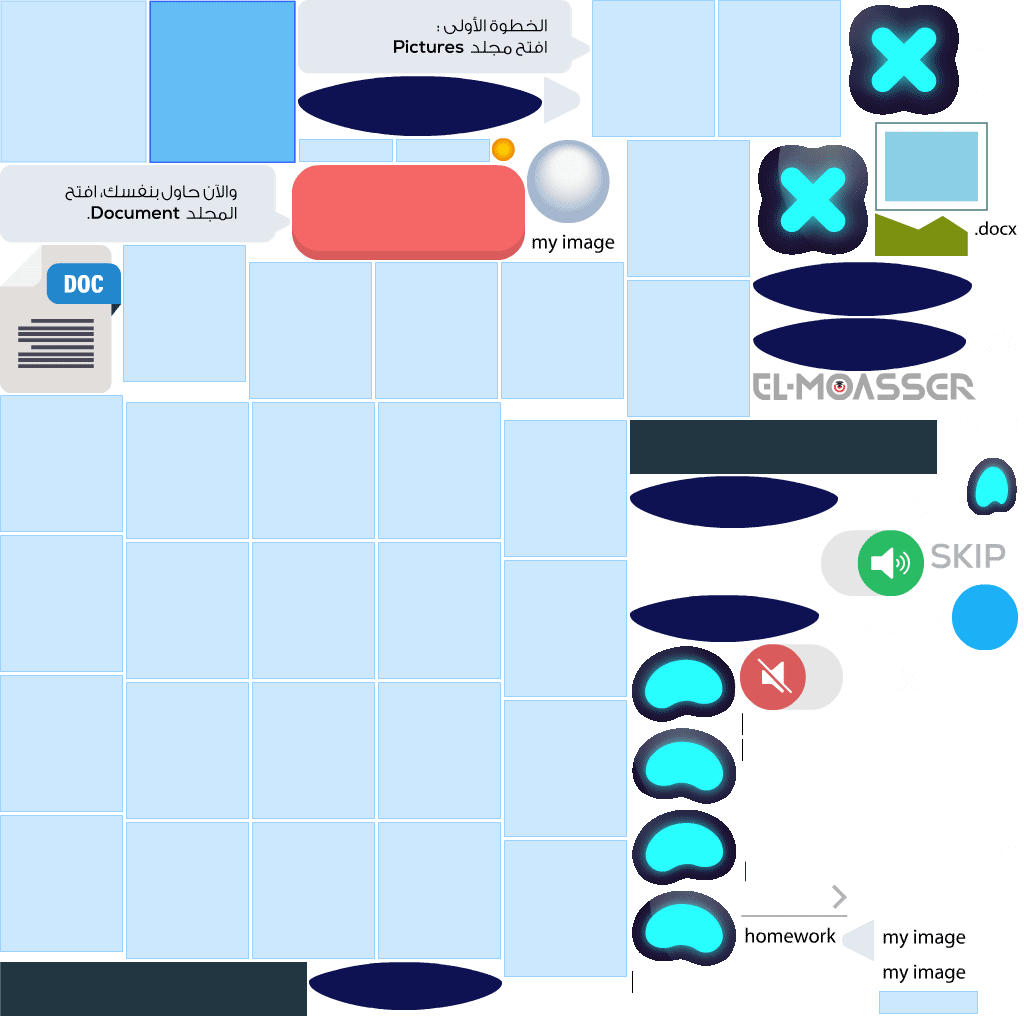 الخطوة الأولى :
افتح مجلد Pictures
والآن حاول بنفسك، افتح
المجلد Document.
my image
.docx
DOC
EL-MOASSER
SKIP
homework
my image
my image